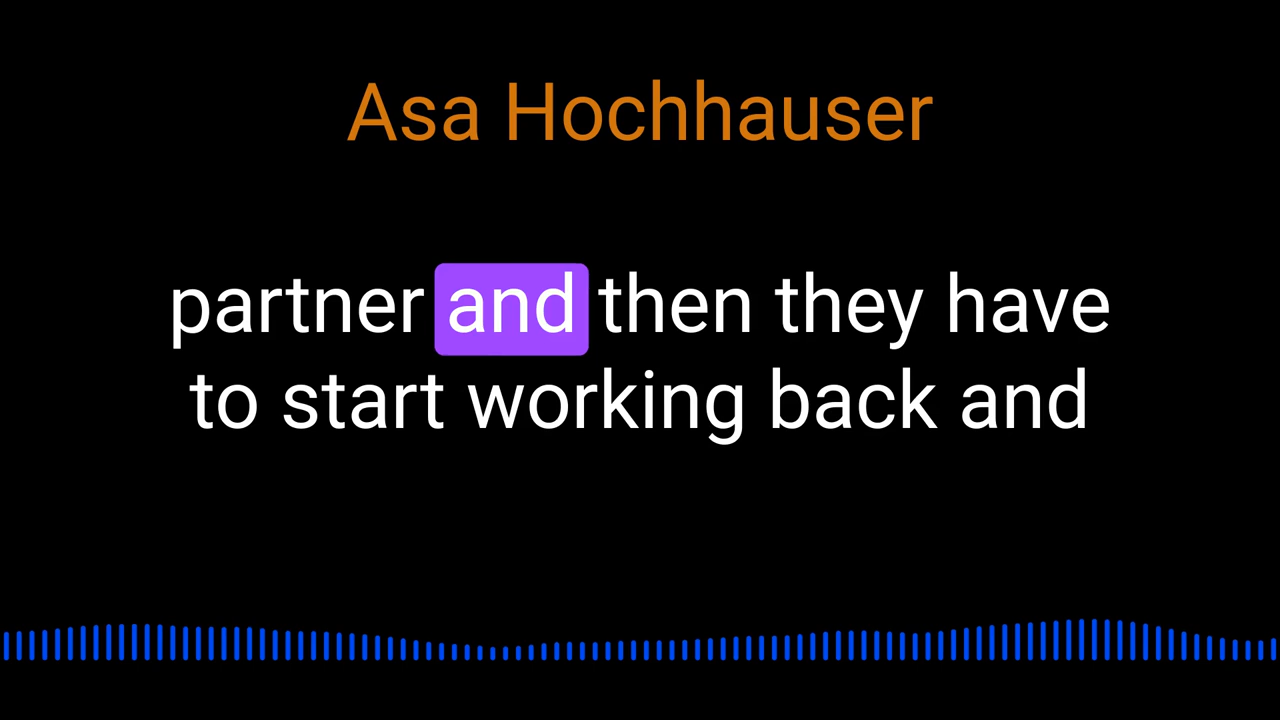 Asa Hochhauser
partner and then they have
to start working back and